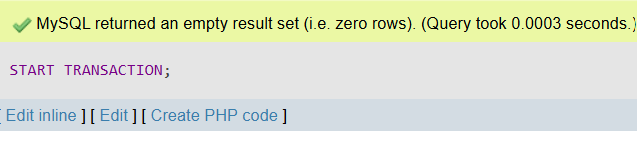 MySQL returned an empty result set (i.e. zero rows). (Query took 0.0003 seconds.)
START TRANSACTION;
[ Edit inline ] [ Edit ] [ Create PHP code ]